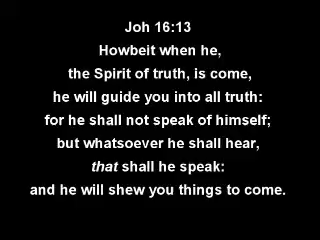 Joh 16:13
Howbeit when he,
the Spirit of truth, is come,
he will guide you into all truth:
for he shall not speak of himself;
but whatsoever he shall hear,
that shall he speak:
and he will shew you things to come.